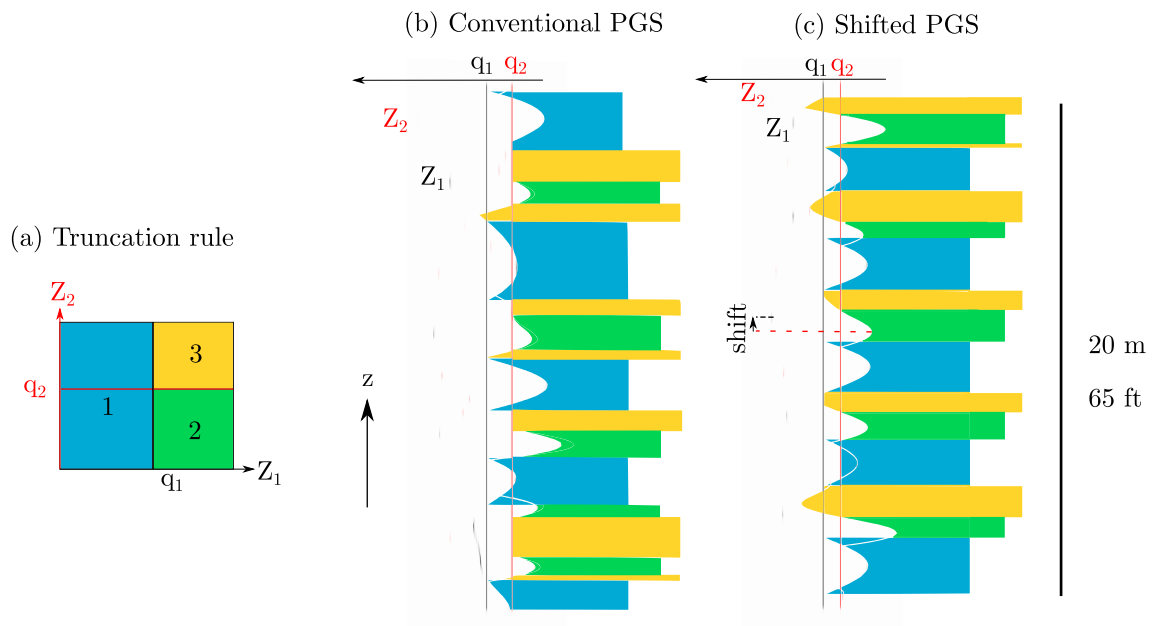 (b) Conventional PGS
(c) Shifted PGS
q1 q2
q1 q2
Z2
Z1
Z2
Z1
(a) Truncation rule
Z2
3
q2
1
2
q1
Z1
z
shift
20 m
65 ft